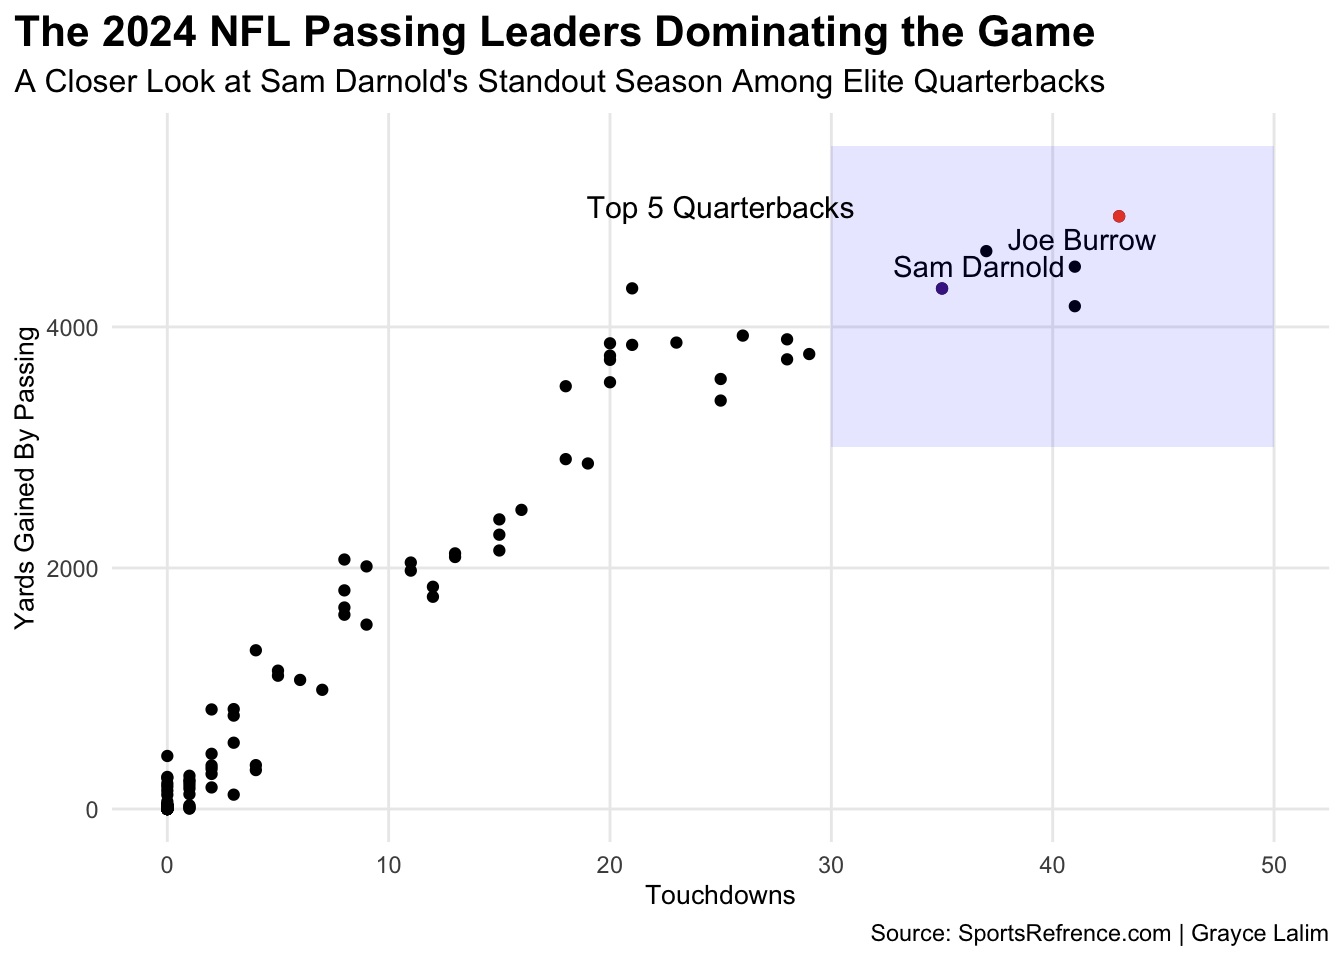 The 2024 NFL Passing Leaders Dominating the Game
A Closer Look at Sam Darnold's Standout Season Among Elite Quarterbacks
Top 5 Quarterbacks
Joe Burrow
Sam Darnold
Yards Gained By Passing
4000
2000
0
0 10 20 30 40 50
Touchdowns
Source: SportsRefrence.com | Grayce Lalim